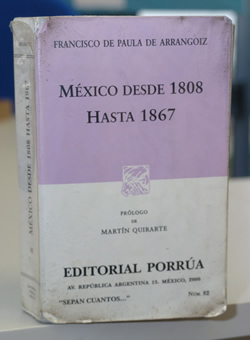 FRANCISCO DE PAULA DE ARRANGOIZ
MÉXICO DESDE 1808
HASTA 1867
PRÓLOGO
DE
MARTÍN QUIRARTE
EDITORIAL PORRÚA
AV. REPÚBLICA ARGENTINA 15. MÉXICO,
"SEPAN CUANTOS..."
NÚM. 82
MÉXICO DESDE 1808 HASTA 1867